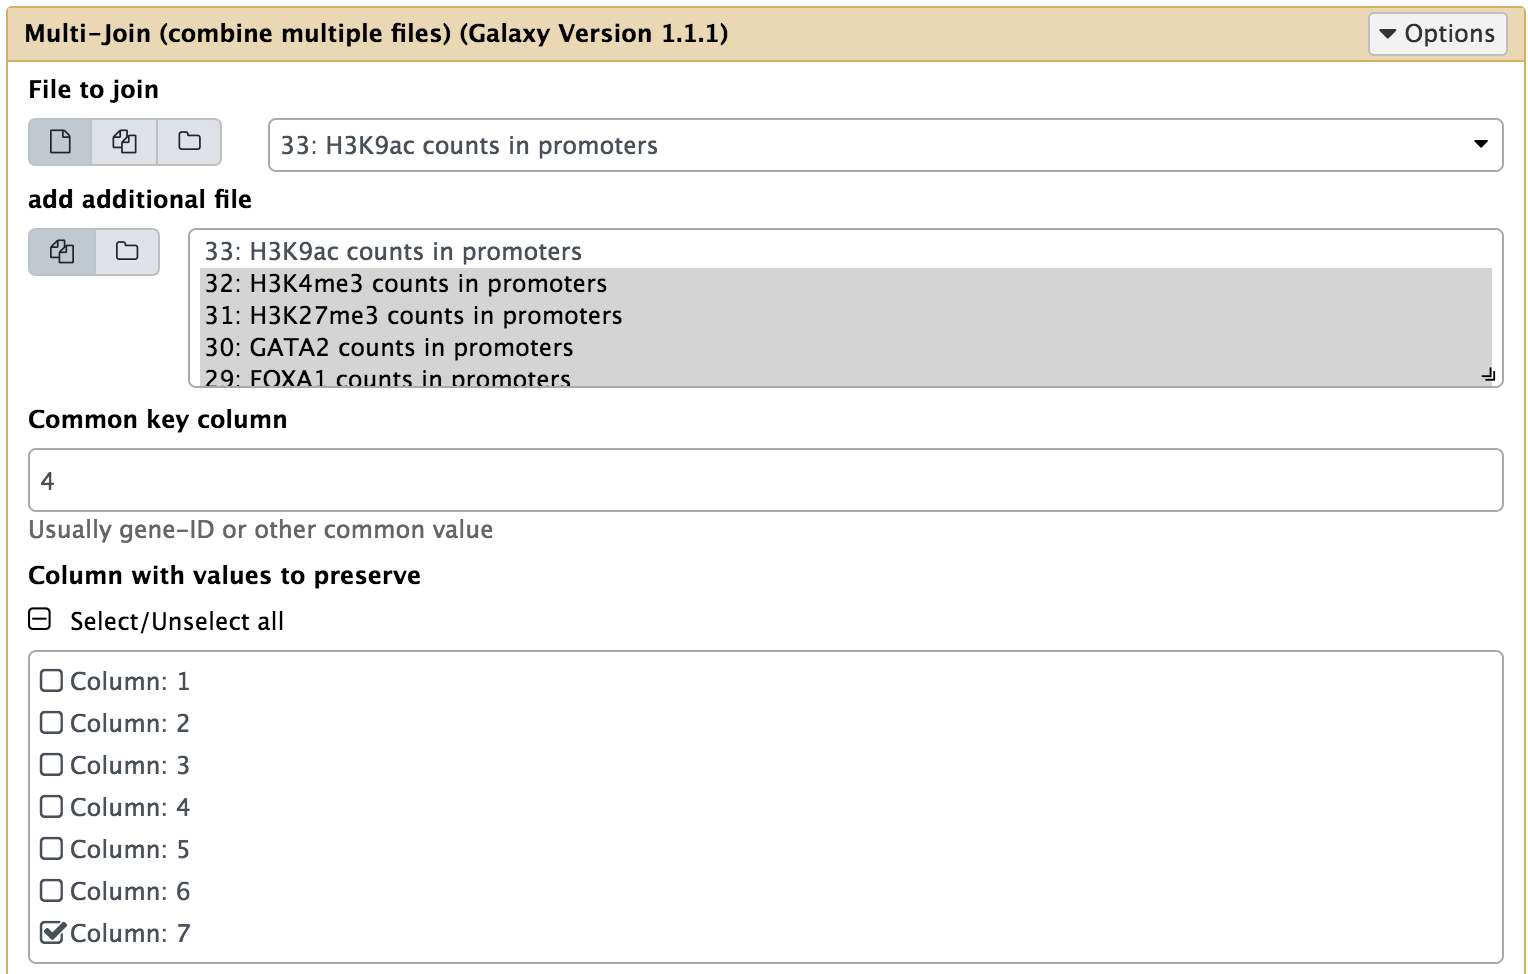 Multi-Join (combine multiple files) (Galaxy Version 1.1.1)
Options
File to join
33: H3K9ac counts in promoters
add additional file
33: H3K9ac counts in promoters
32: H3K4me3 counts in promoters
31: H3K27me3 counts in promoters
30: GATA2 counts in promoters
29: FOXA1 counts in promoters
Common key column
4
Usually gene-ID or other common value
Column with values to preserve
Select/Unselect all
Column: 1
Column: 2
Column: 3
Column: 4
Column: 5
Column: 6
Column: 7